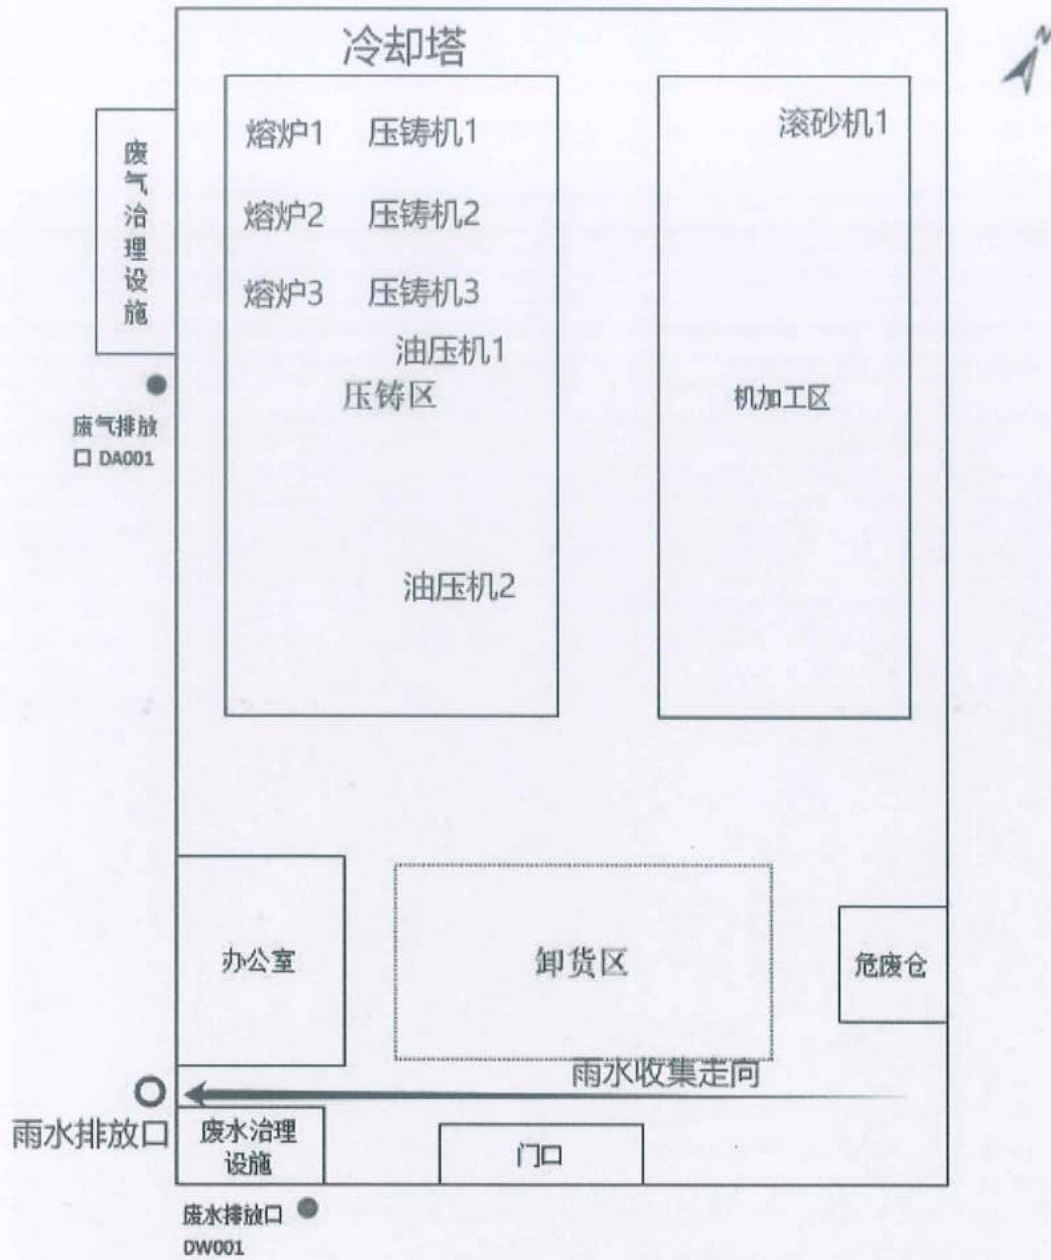 N
冷却塔
熔炉1 压铸机1
滚砂机1
废气治理设施
熔炉2 压铸机2
熔炉3 压铸机3
油压机1
压铸区
机加工区
废气排放
口 DA001
油压机2
办公室
卸货区
危废仓
雨水收集走向
雨水排放口
废水治理
设施
门口
废水排放口
DW001